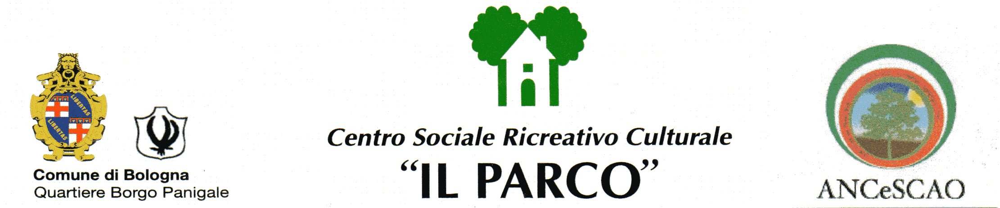 LIBERTAS
LIBERTAS
Comune di Bologna
Quartiere Borgo Panigale
Centro Sociale Ricreativo Culturale
“IL PARCO”
ANCeSCAO